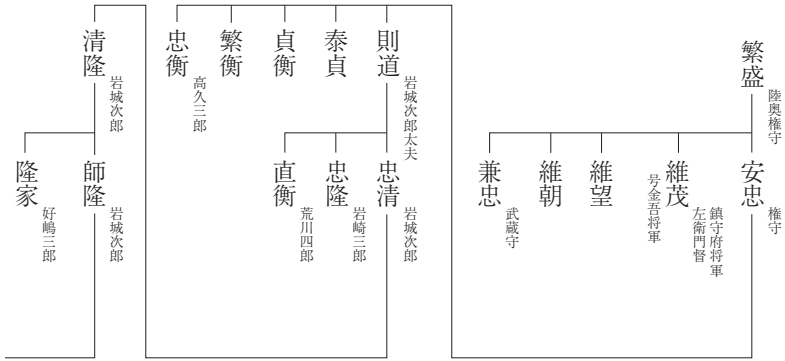 繁盛
陸奥権守
安忠
権守
維茂
鎮守府将軍
左衛門督
号金吾将軍
維望
維朝
兼忠
武蔵守
則道
岩城次郎太夫
泰貞
貞衡
繁衡
忠衡
高久三郎
忠清
岩城次郎
忠隆
岩崎三郎
直衡
荒川四郎
清隆
岩城次郎
師隆
岩城次郎
隆家
好嶋三郎